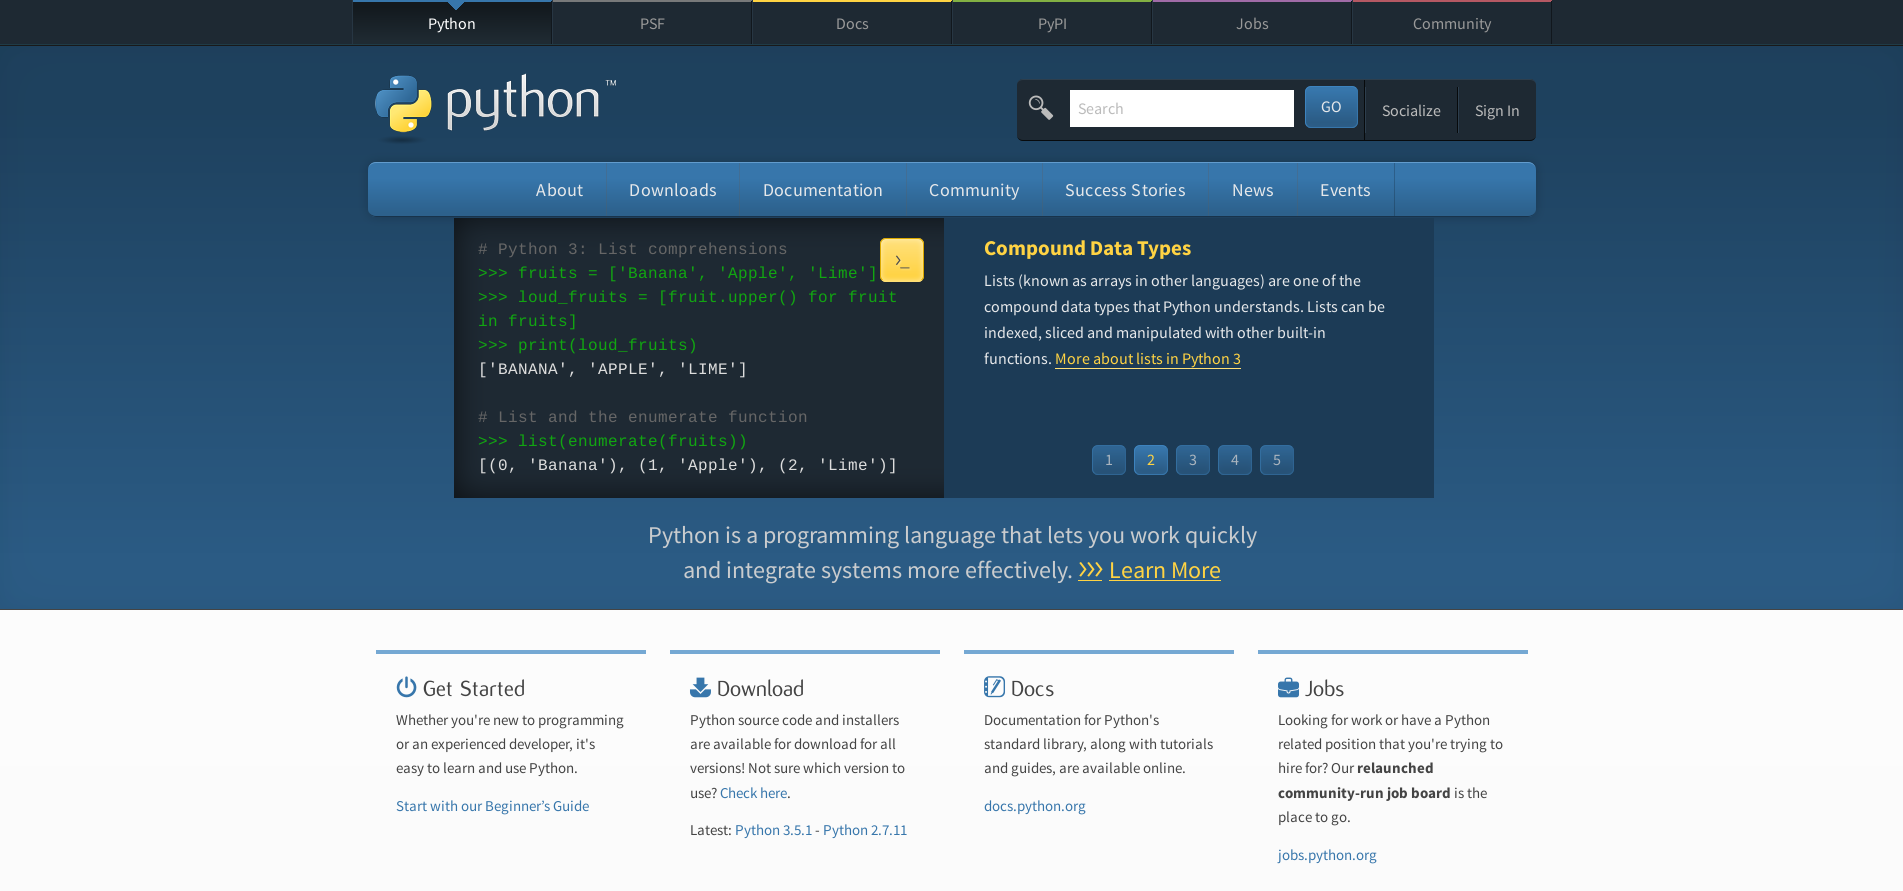 Python PSF Docs PyPI Jobs Community
python™
Search GO Socialize Sign In
About Downloads Documentation Community Success Stories News Events
# Python 3: List comprehensions
>>> fruits = ['Banana', 'Apple', 'Lime']
>>> loud_fruits = [fruit.upper() for fruit
in fruits]
>>> print(loud_fruits)
['BANANA', 'APPLE', 'LIME']
# List and the enumerate function
>>> list(enumerate(fruits))
[(0, 'Banana'), (1, 'Apple'), (2, 'Lime')]
>_
Compound Data Types
Lists (known as arrays in other languages) are one of the
compound data types that Python understands. Lists can be
indexed, sliced and manipulated with other built-in
functions. More about lists in Python 3
1 2 3 4 5
Python is a programming language that lets you work quickly
and integrate systems more effectively. >>> Learn More
Get Started
Whether you're new to programming
or an experienced developer, it's
easy to learn and use Python.
Start with our Beginner’s Guide
Download
Python source code and installers
are available for download for all
versions! Not sure which version to
use? Check here.
Latest: Python 3.5.1 - Python 2.7.11
Docs
Documentation for Python's
standard library, along with tutorials
and guides, are available online.
docs.python.org
Jobs
Looking for work or have a Python
related position that you're trying to
hire for? Our relaunched
community-run job board is the
place to go.
jobs.python.org